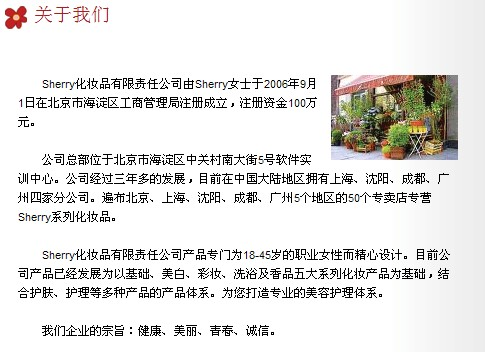 关于我们
Sherry化妆品有限责任公司由Sherry女士于2006年9月
1日在北京市海淀区工商管理局注册成立，注册资金100万
元。
公司总部位于北京市海淀区中关村南大街5号软件实
训中心。公司经过三年多的发展，目前在中国大陆地区拥有上海、沈阳、成都、广
州四家分公司。遍布北京、上海、沈阳、成都、广州5个地区的50个专卖店专营
Sherry系列化妆品。
Sherry化妆品有限责任公司产品专门为18-45岁的职业女性而精心设计。目前公
司产品已经发展为以基础、美白、彩妆、洗浴及香品五大系列化妆产品为基础，结
合护肤、护理等多种产品的产品体系。为您打造专业的美容护理体系。
我们企业的宗旨：健康、美丽、青春、诚信。